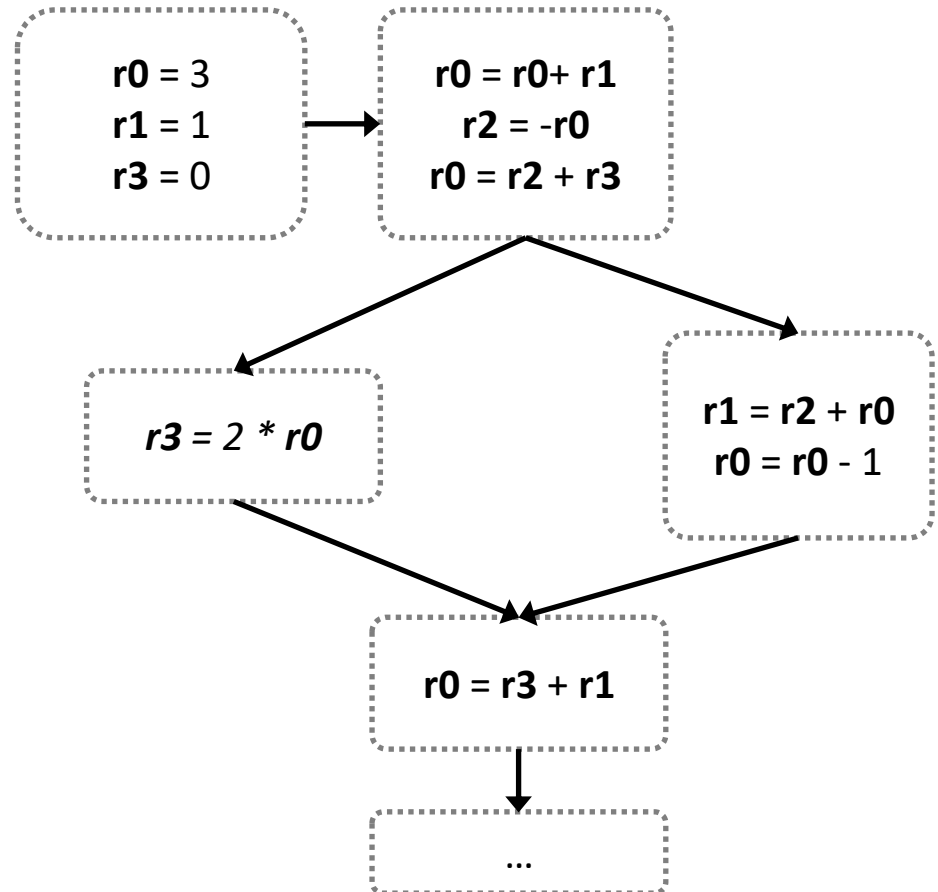 r0 = 3
r1 = 1
r3 = 0
r0 = r0+ r1
r2 = -r0
r0 = r2 + r3
r3 = 2 * r0
r1 = r2 + r0
r0 = r0 - 1
r0 = r3 + r1
...